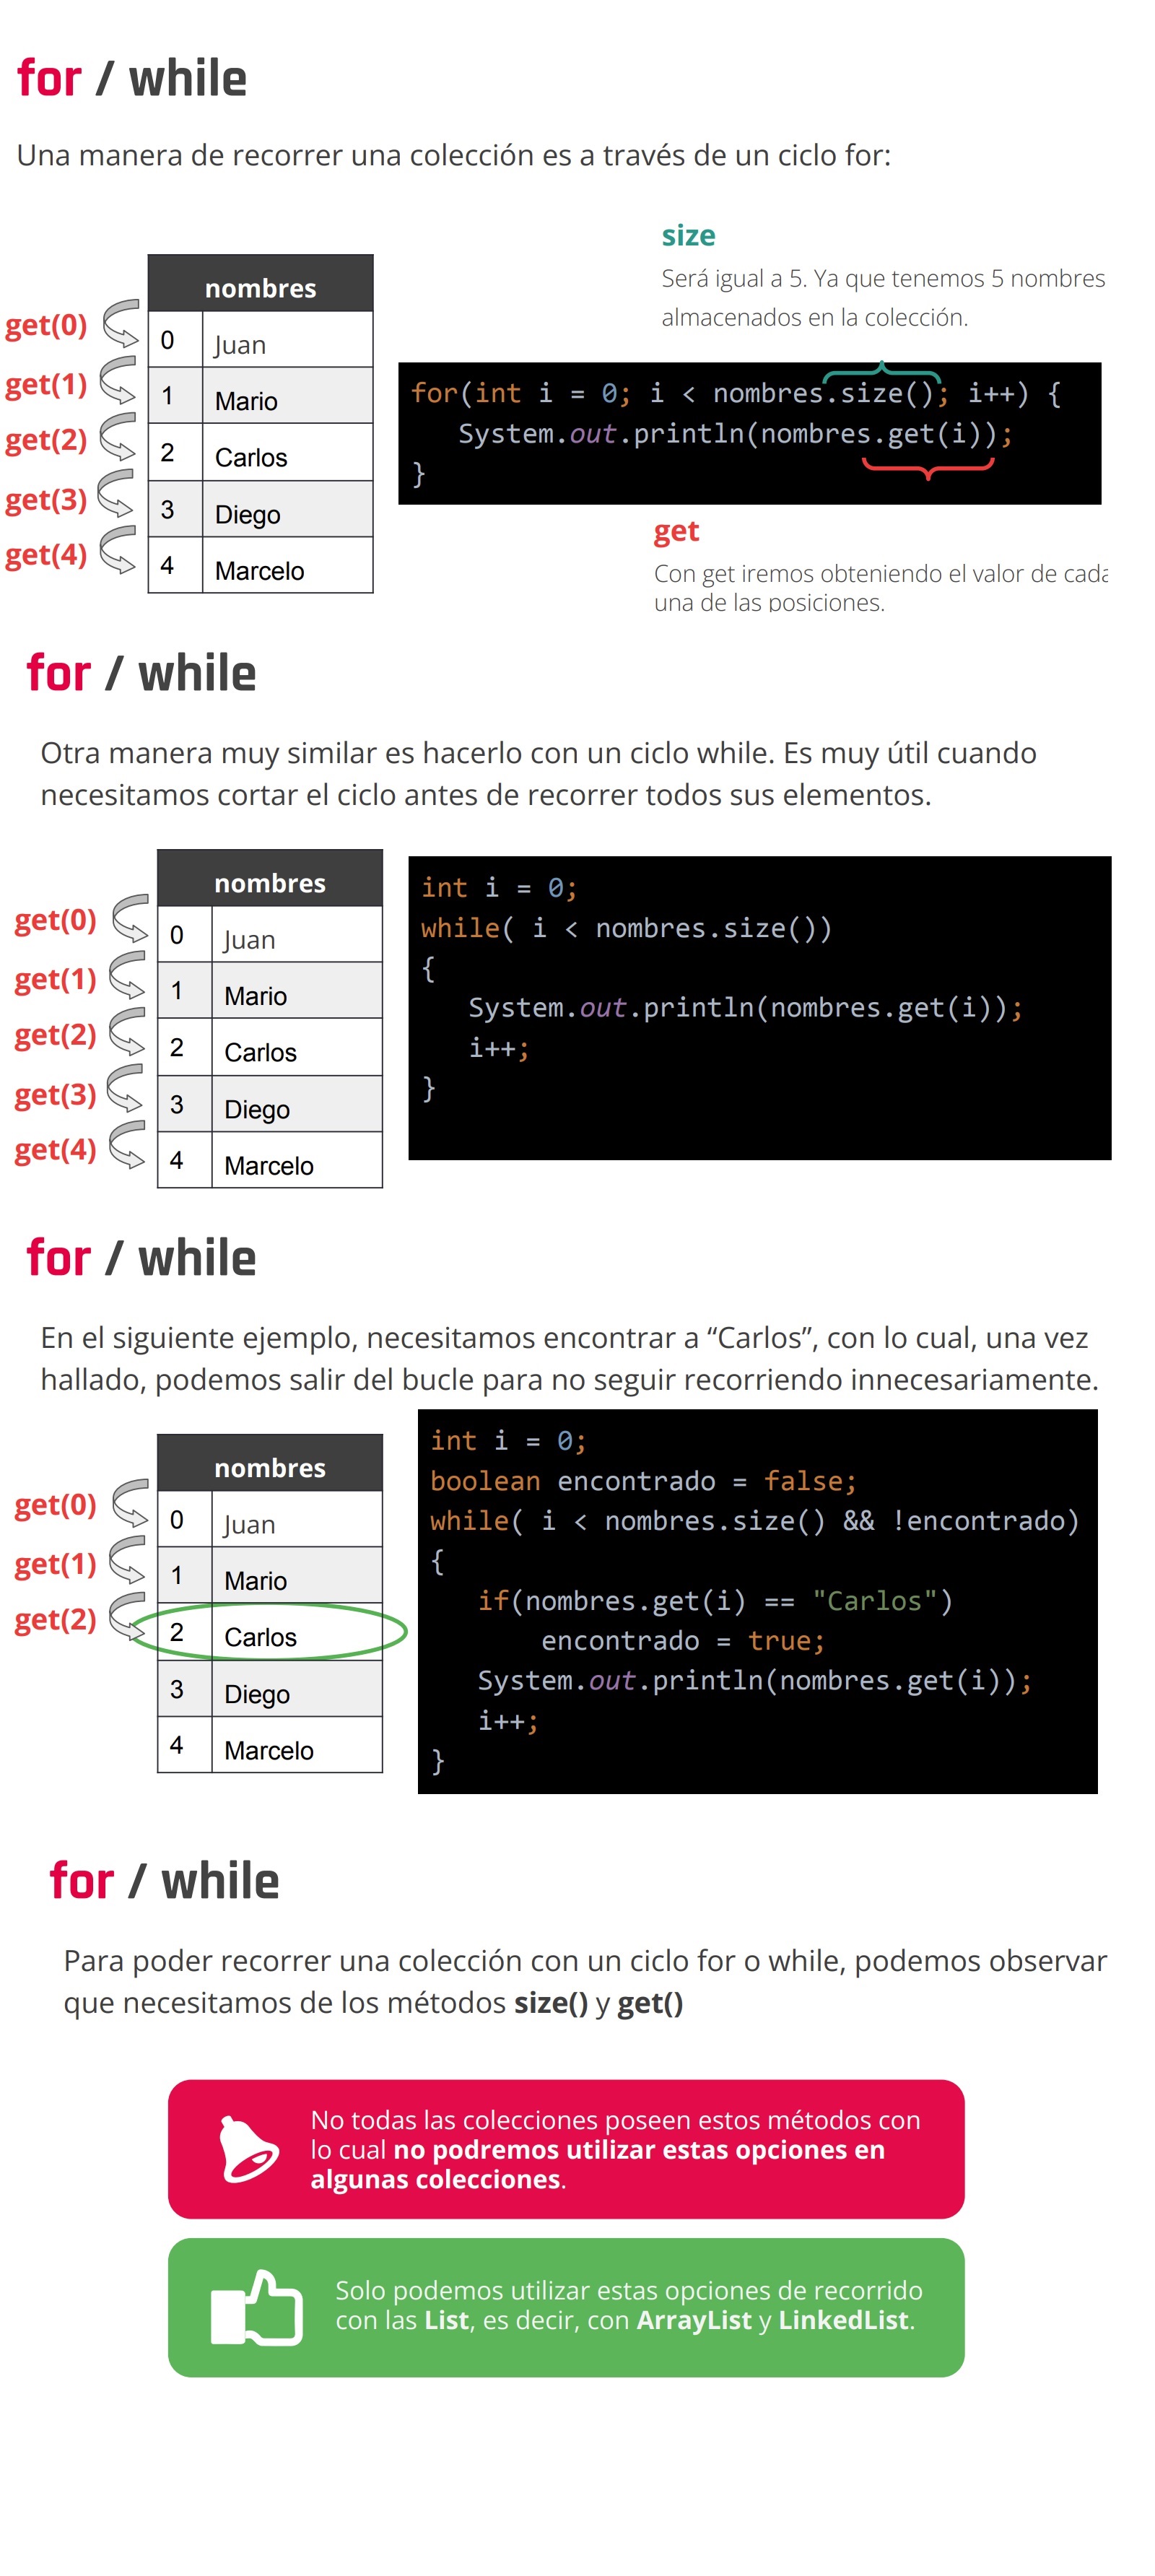 for / while
Una manera de recorrer una colección es a través de un ciclo for:
size
Será igual a 5. Ya que tenemos 5 nombres
almacenados en la colección.
nombres
get(0) 0 Juan
get(1) 1 Mario
get(2) 2 Carlos
get(3) 3 Diego
get(4) 4 Marcelo
for(int i = 0; i < nombres.size(); i++) {
System.out.println(nombres.get(i));
}
get
Con get iremos obteniendo el valor de cada
una de las posiciones.
for / while
Otra manera muy similar es hacerlo con un ciclo while. Es muy útil cuando
necesitamos cortar el ciclo antes de recorrer todos sus elementos.
nombres
get(0) 0 Juan
get(1) 1 Mario
get(2) 2 Carlos
get(3) 3 Diego
get(4) 4 Marcelo
int i = 0;
while( i < nombres.size())
{
System.out.println(nombres.get(i));
i++;
}
for / while
En el siguiente ejemplo, necesitamos encontrar a “Carlos”, con lo cual, una vez
hallado, podemos salir del bucle para no seguir recorriendo innecesariamente.
nombres
get(0) 0 Juan
get(1) 1 Mario
get(2) 2 Carlos
3 Diego
4 Marcelo
int i = 0;
boolean encontrado = false;
while( i < nombres.size() && !encontrado)
{
if(nombres.get(i) == "Carlos")
encontrado = true;
System.out.println(nombres.get(i));
i++;
}
for / while
Para poder recorrer una colección con un ciclo for o while, podemos observar
que necesitamos de los métodos size() y get()
No todas las colecciones poseen estos métodos con
lo cual no podremos utilizar estas opciones en
algunas colecciones.
Solo podemos utilizar estas opciones de recorrido
con las List, es decir, con ArrayList y LinkedList.